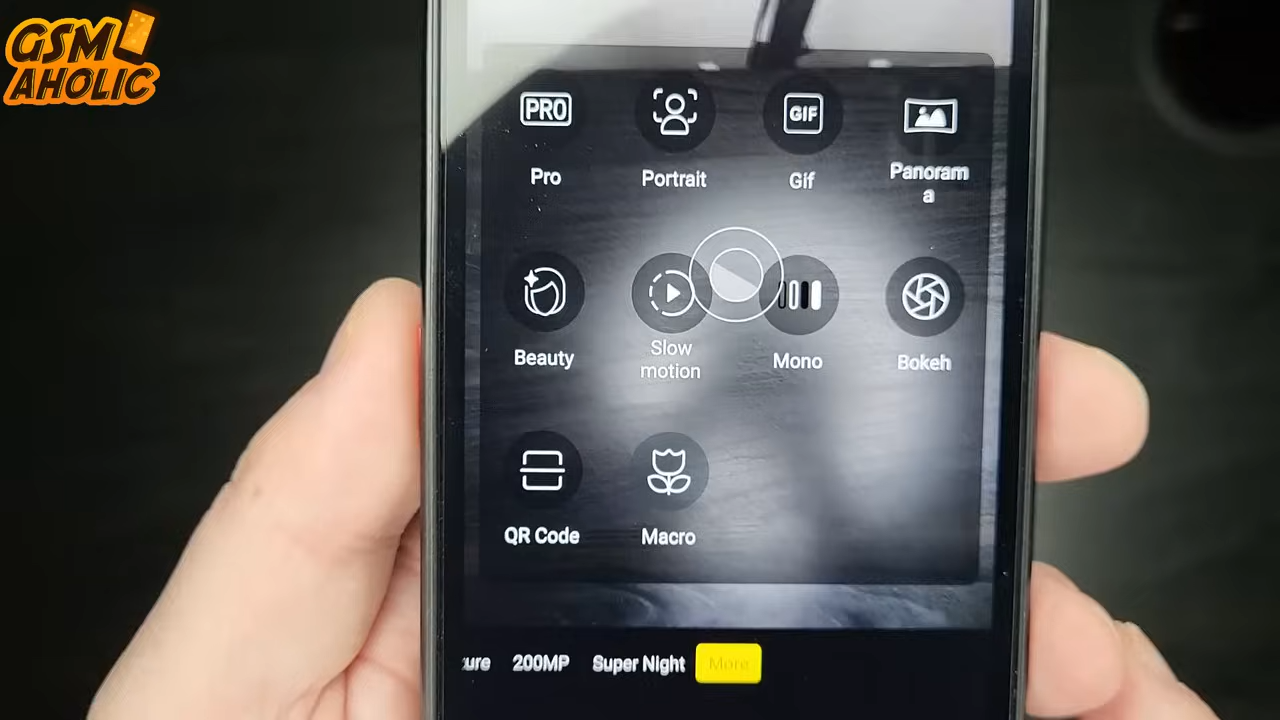 GSM
AHOLIC
PRO
GIF
Pro
Portrait
Gif
Panoram
a
Beauty
Slow
motion
Mono
Bokeh
QR Code
Macro
ure
200MP
Super Night
More